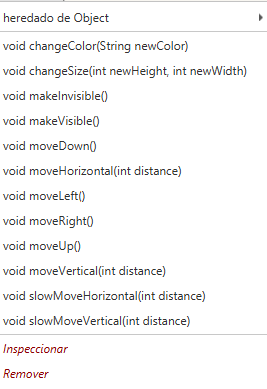 heredado de Object
void changeColor(String newColor)
void changeSize(int newHeight, int newWidth)
void makeInvisible()
void makeVisible()
void moveDown()
void moveHorizontal(int distance)
void moveLeft()
void moveRight()
void moveUp()
void moveVertical(int distance)
void slowMoveHorizontal(int distance)
void slowMoveVertical(int distance)
Inspeccionar
Remover